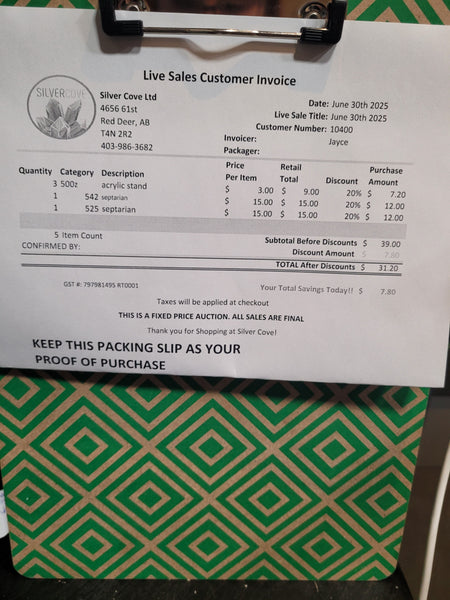 Live Sales Customer Invoice
SILVERCOVE
Silver Cove Ltd
4656 61st
Red Deer, AB
T4N 2R2
403-986-3682
Date: June 30th 2025
Live Sale Title: June 30th 2025
Customer Number: 10400
Invoicer: Jayce
Packager:
Quantity Category Description Price Per Item Retail Total Discount Purchase Amount
3 500z acrylic stand $ 3.00 $ 9.00 20% $ 7.20
1 542 septarian $ 15.00 $ 15.00 20% $ 12.00
1 525 septarian $ 15.00 $ 15.00 20% $ 12.00
5 Item Count Subtotal Before Discounts $ 39.00
CONFIRMED BY: Discount Amount $ 7.80
TOTAL After Discounts $ 31.20
GST #: 797981495 RT0001 Your Total Savings Today!! $ 7.80
Taxes will be applied at checkout
THIS IS A FIXED PRICE AUCTION. ALL SALES ARE FINAL
Thank you for Shopping at Silver Cove!
KEEP THIS PACKING SLIP AS YOUR
PROOF OF PURCHASE